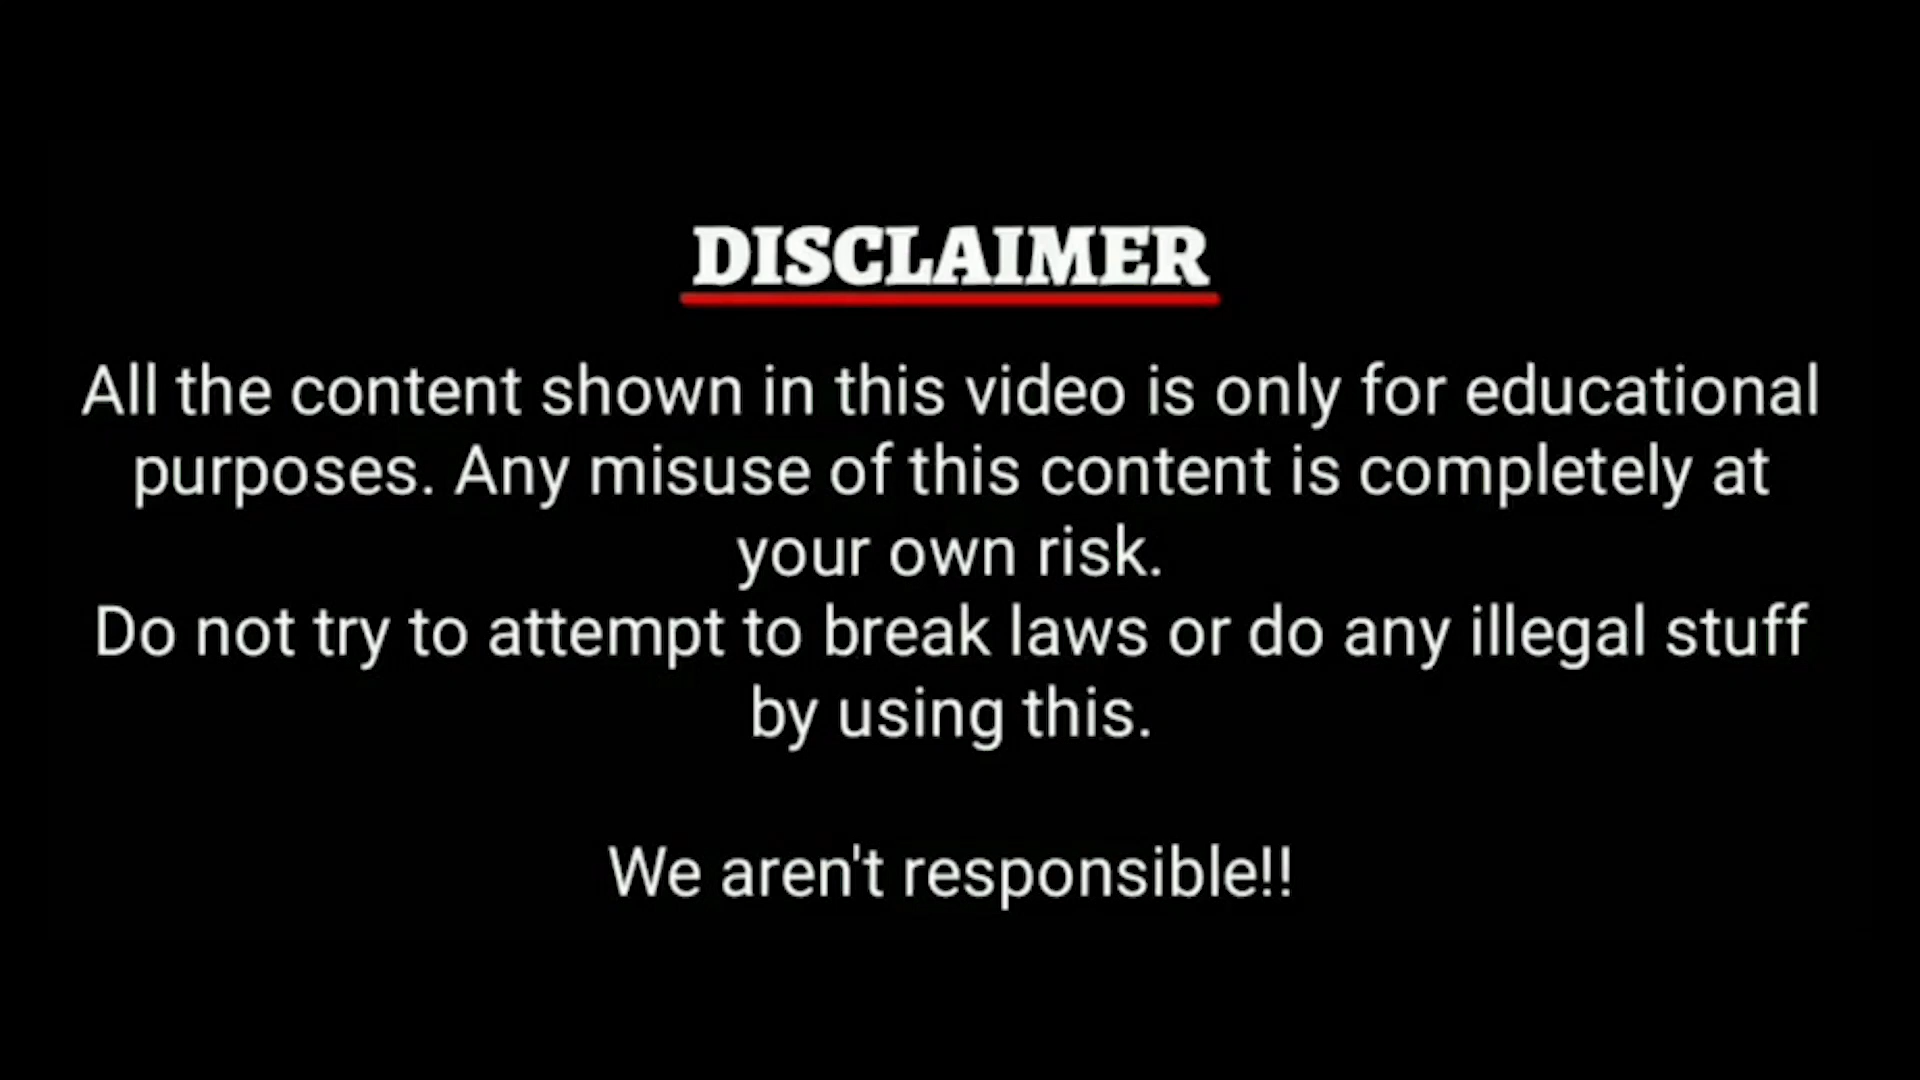 DISCLAIMER
All the content shown in this video is only for educational
purposes. Any misuse of this content is completely at
your own risk.
Do not try to attempt to break laws or do any illegal stuff
by using this.
We aren't responsible!!